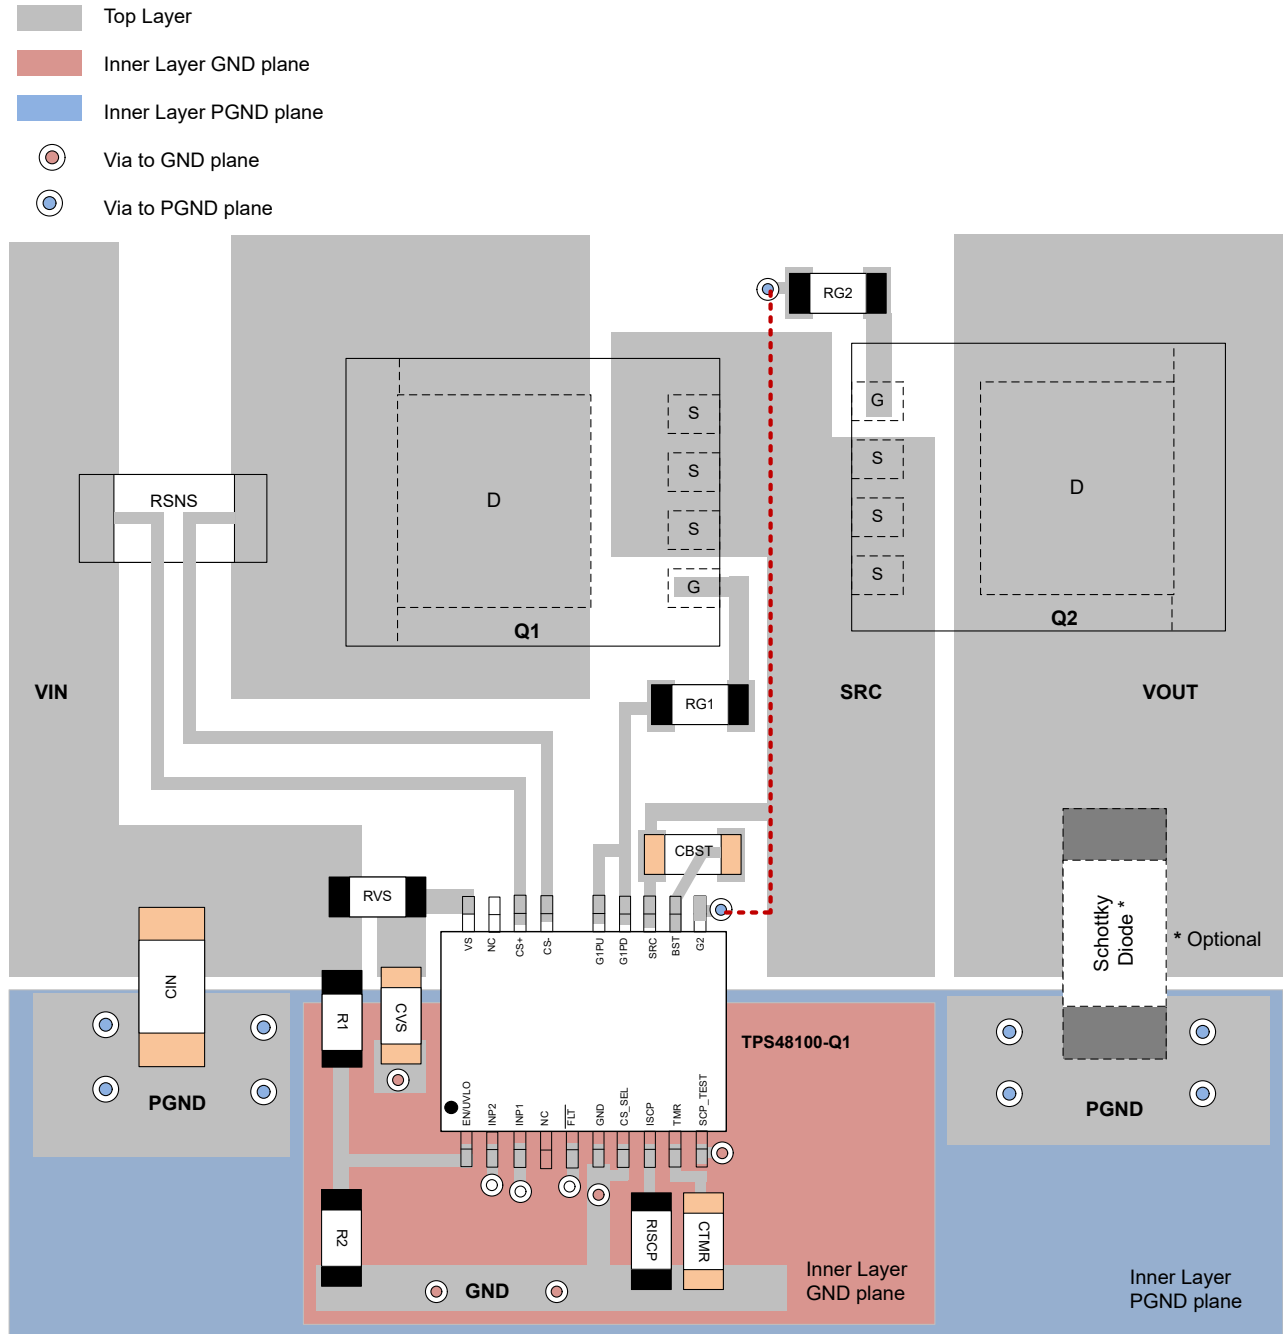 Top Layer
Inner Layer GND plane
Inner Layer PGND plane
Via to GND plane
Via to PGND plane
RG2
G
S
S
S
S
S
S
G
RSNS
D
D
Q1
Q2
VIN
RG1
SRC
VOUT
CBST
RVS
VS
NC
CS+
CS-
G1PU
G1PD
SRC
BST
G2
Schottky
Diode *
* Optional
CIN
R1
CVS
TPS48100-Q1
PGND
PGND
EN/UVLO
INP2
INP1
NC
FLT
GND
CS_SEL
ISCP
TMR
SCP_TEST
R2
RISCP
CTMR
GND
Inner Layer
GND plane
Inner Layer
PGND plane